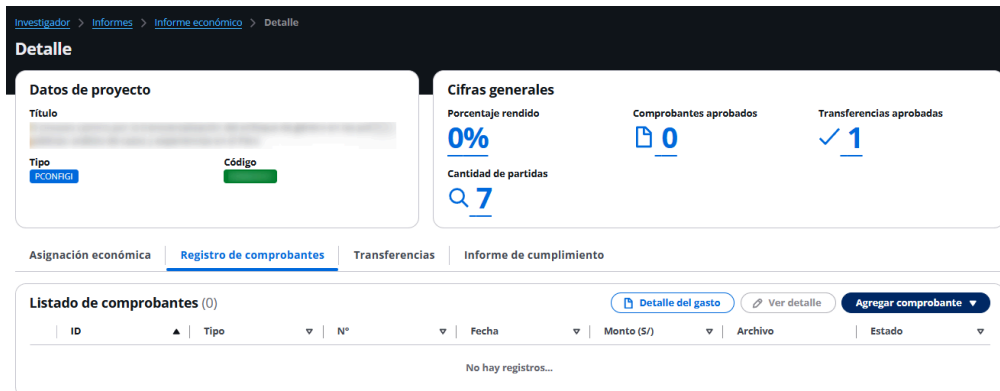 Investigador > Informes > Informe económico > Detalle
Detalle
Datos de proyecto
Título
Tipo
Código
PCONFIGI
Cifras generales
Porcentaje rendido
Comprobantes aprobados
Transferencias aprobadas
0%
0
1
Cantidad de partidas
7
Asignación económica
Registro de comprobantes
Transferencias
Informe de cumplimiento
Listado de comprobantes (0)
Detalle del gasto
Ver detalle
Agregar comprobante
ID Tipo N° Fecha Monto (S/) Archivo Estado
No hay registros...